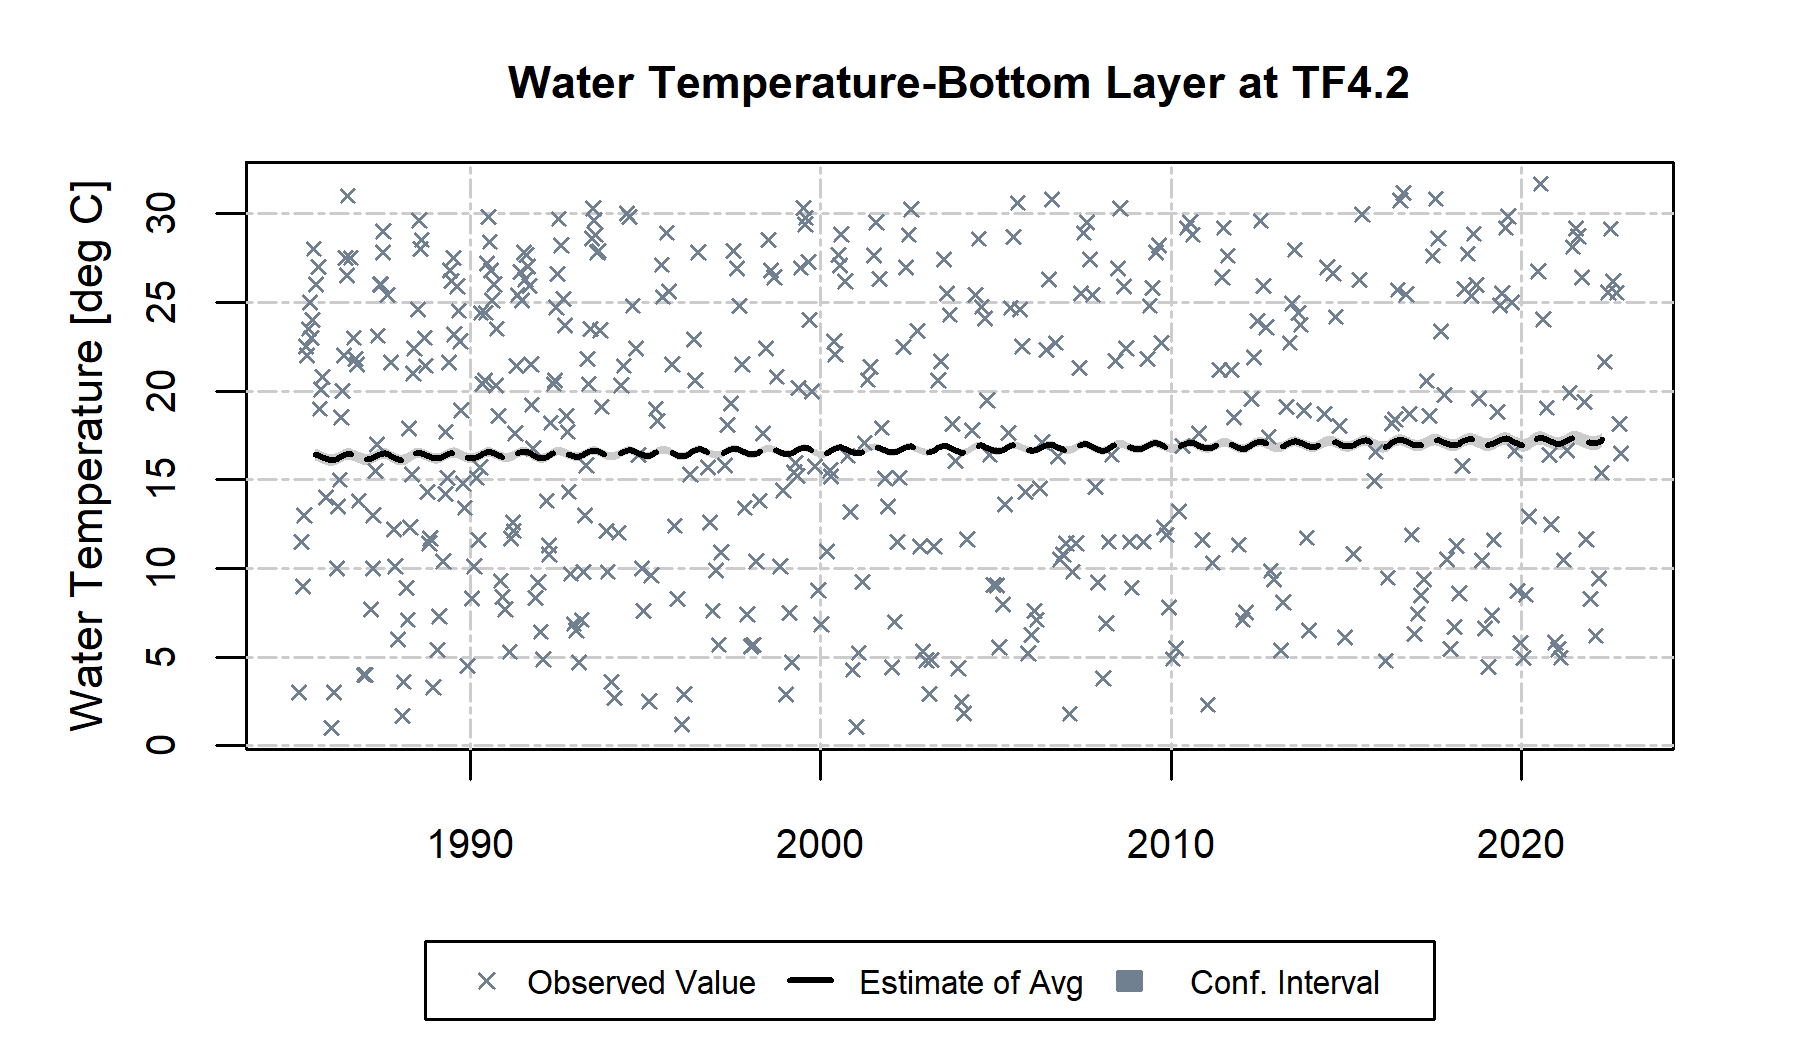 Water Temperature-Bottom Layer at TF4.2
Water Temperature [deg C]
30
25
20
15
10
5
0
1990 2000 2010 2020
Observed Value Estimate of Avg Conf. Interval